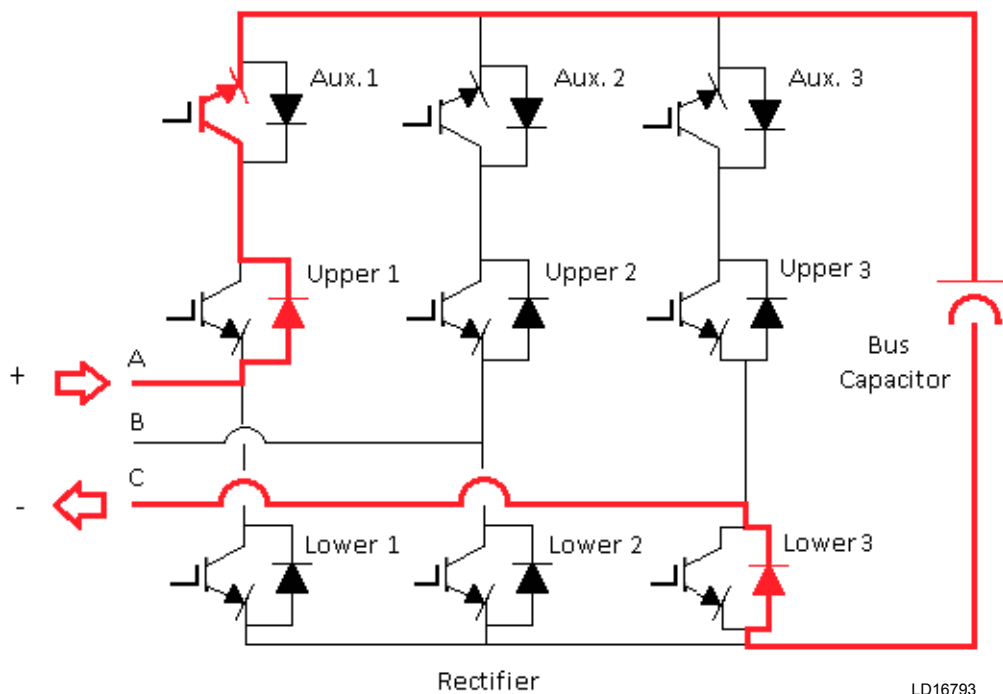 Aux. 1
Aux. 2
Aux. 3
Upper 1
Upper 2
Upper 3
A
+
Bus
Capacitor
B
C
-
Lower 1
Lower 2
Lower 3
Rectifier
LD16793